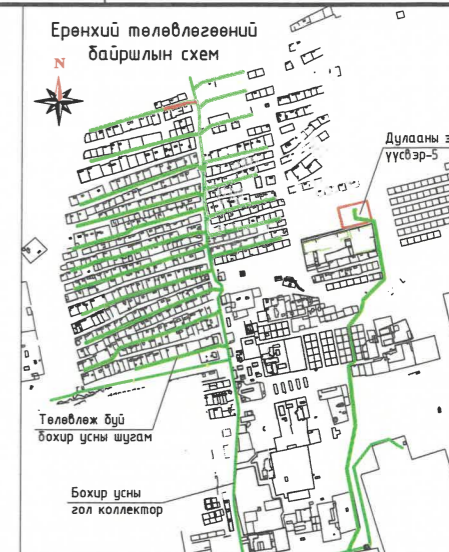 Ерөнхий төлөвлөгөөний
байршлын схем
N
Дулааны э
үүсвэр-5
Төлөвлөж буй
бохир усны шугам
Бохир усны
гол коллектор